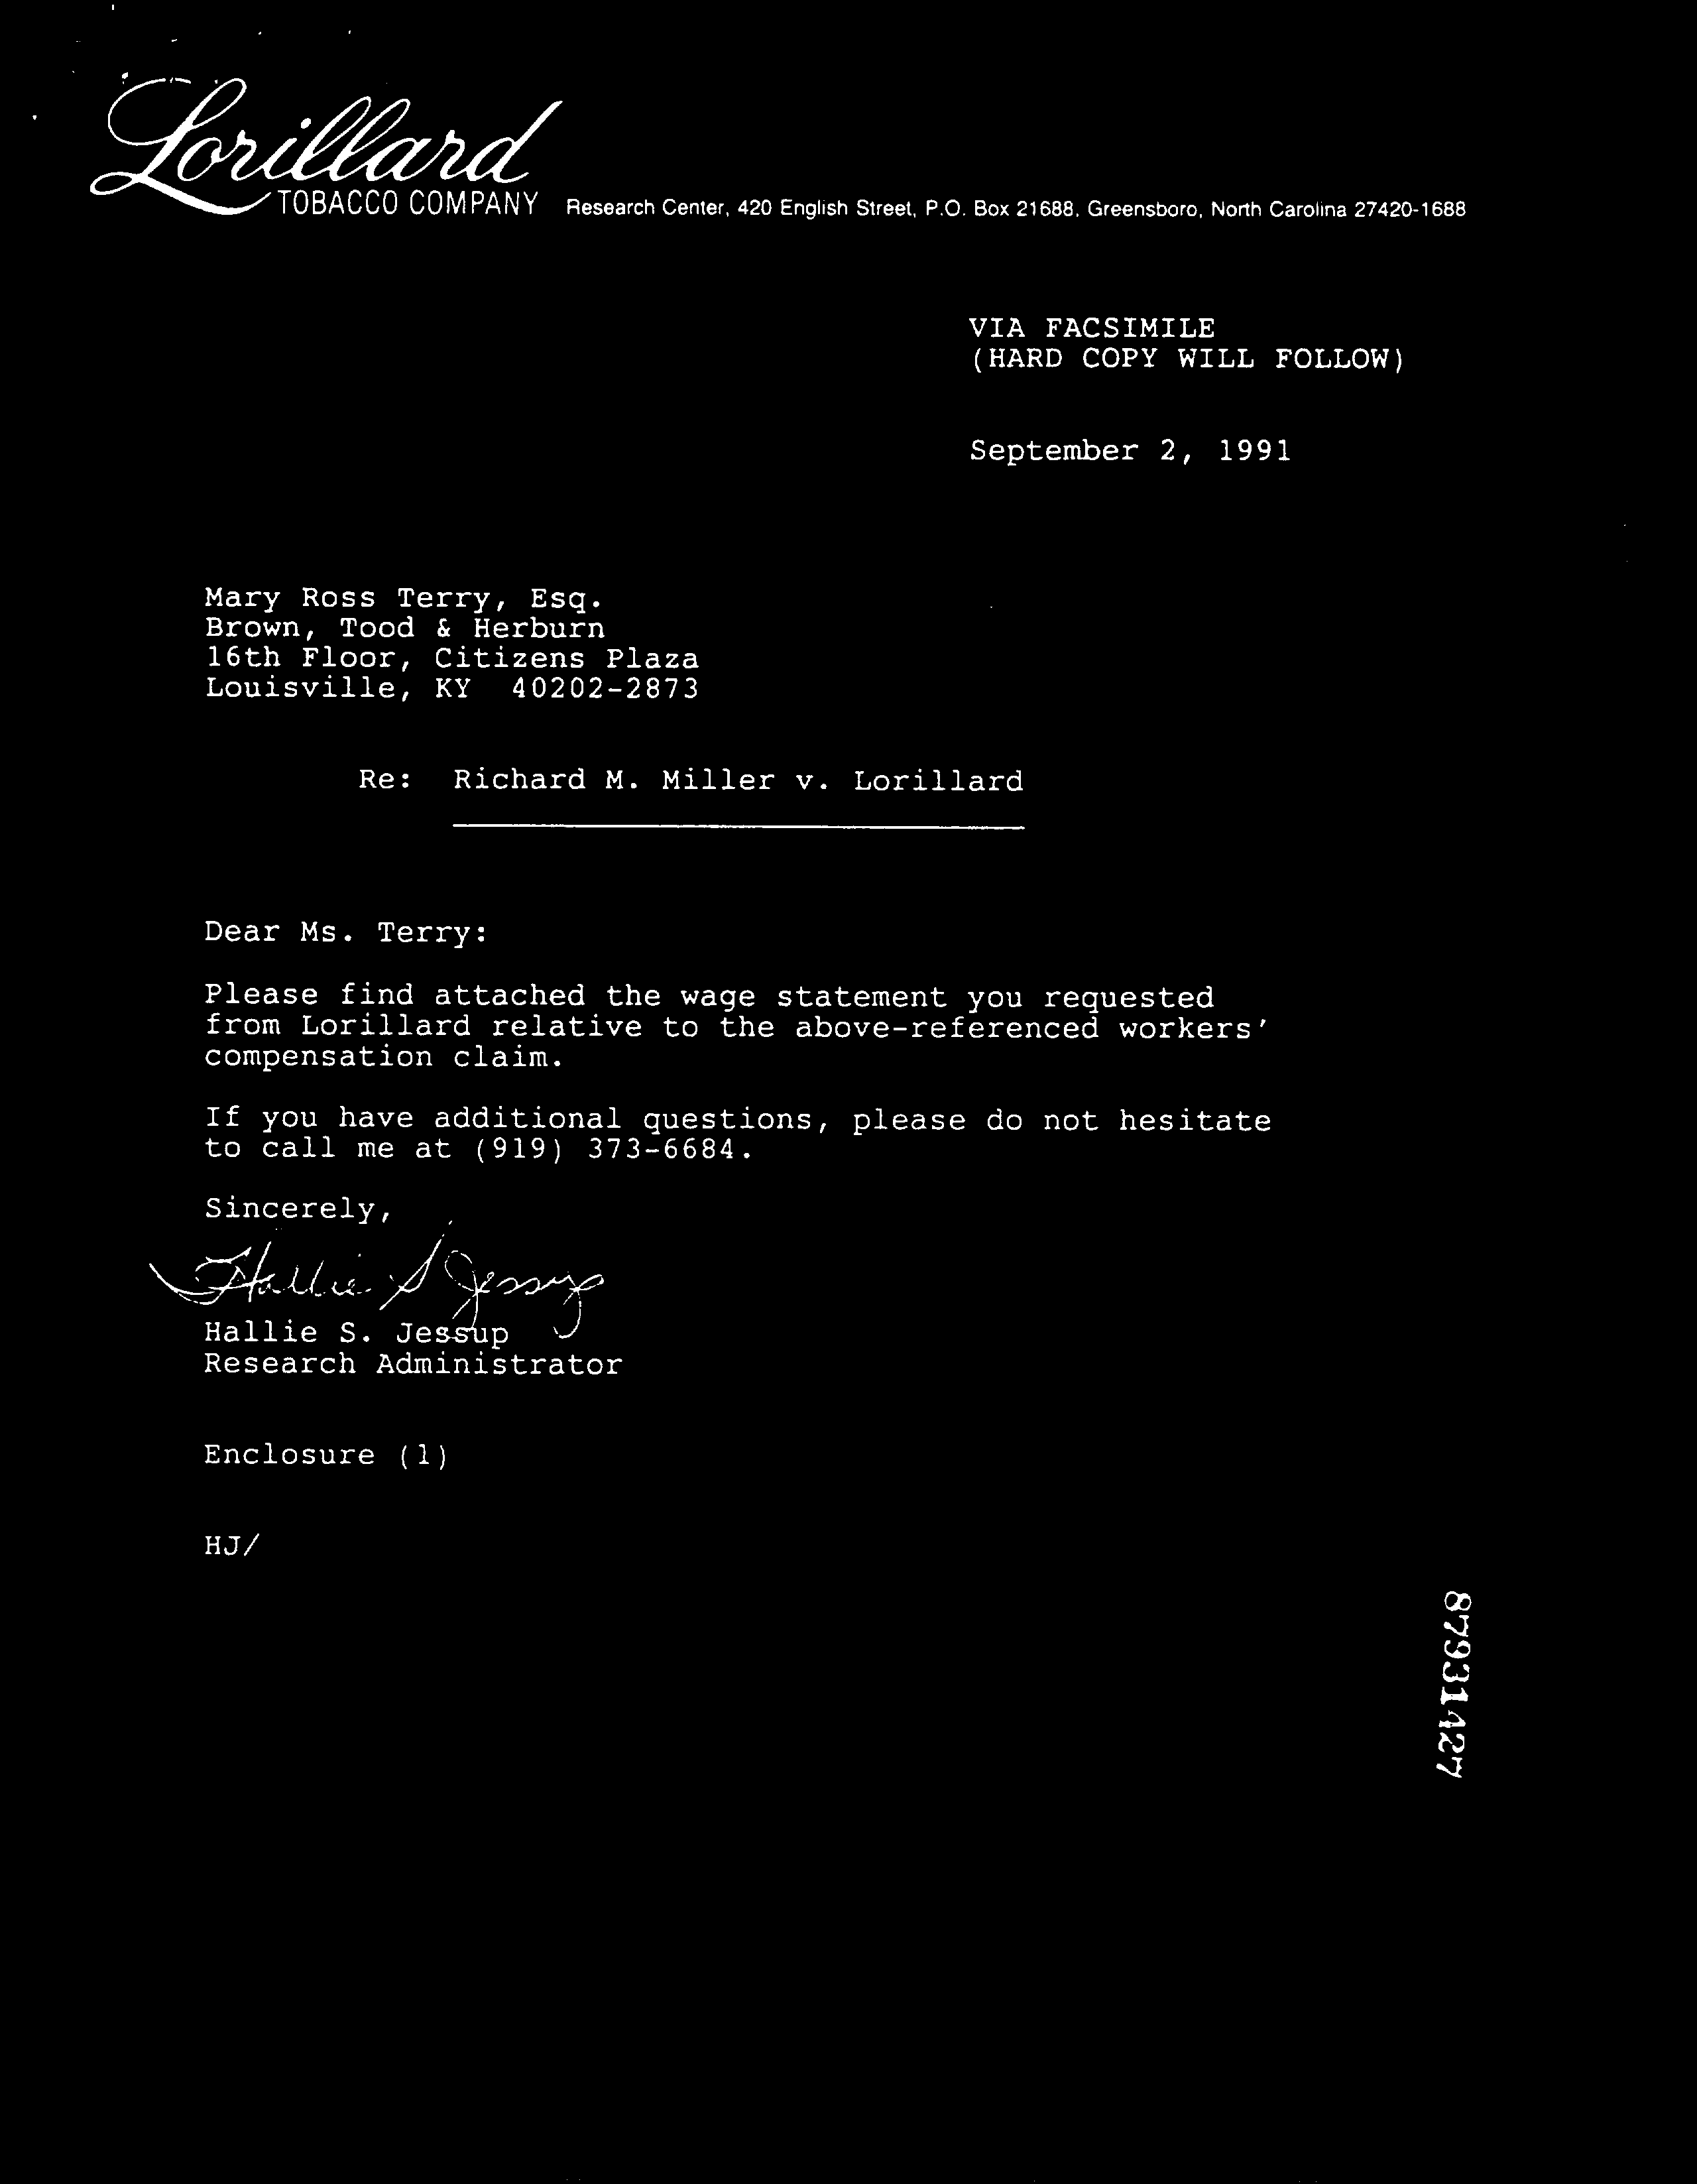 Lorillard
TOBACCO COMPANY Research Center, 420 English Street, P.O. Box 21688, Greensboro, North Carolina 27420-1688
VIA FACSIMILE
(HARD COPY WILL FOLLOW)
September 2, 1991
Mary Ross Terry, Esq.
Brown, Tood & Herburn
16th Floor, Citizens Plaza
Louisville, KY 40202-2873
Re: Richard M. Miller v. Lorillard
Dear Ms. Terry:
Please find attached the wage statement you requested
from Lorillard relative to the above-referenced workers'
compensation claim.
If you have additional questions, please do not hesitate
to call me at (919) 373-6684.
Sincerely,
Hallie S Jessup
Hallie S. Jessup
Research Administrator
Enclosure (1)
HJ/
87931427